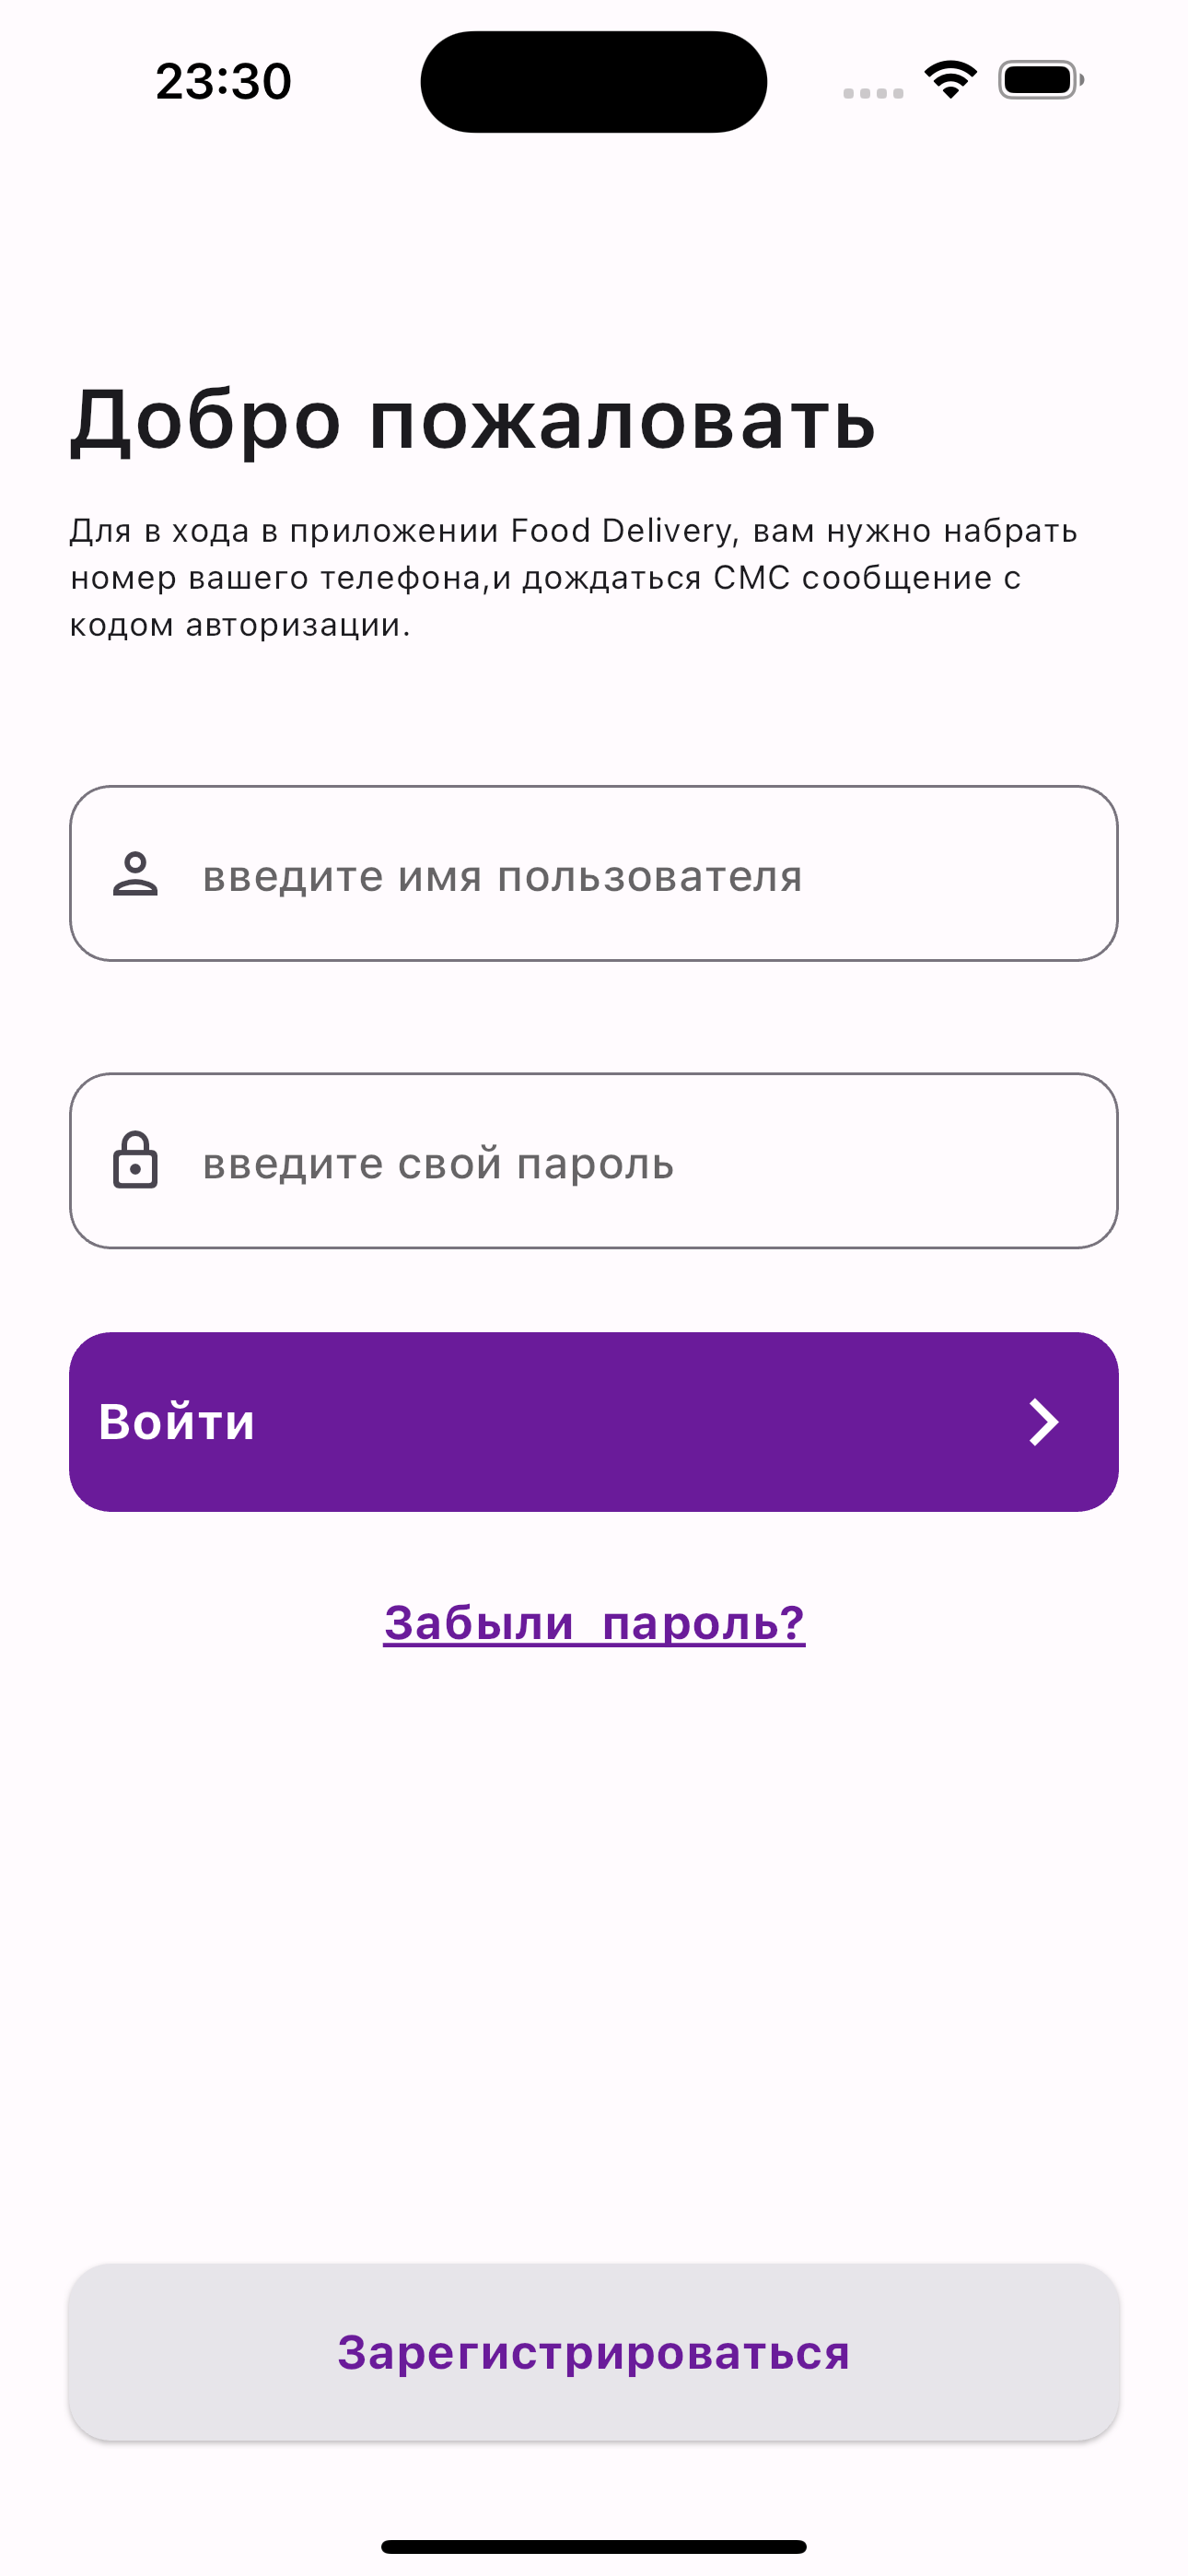 23:30
Добро пожаловать
Для в хода в приложении Food Delivery, вам нужно набрать
номер вашего телефона,и дождаться СМС сообщение с
кодом авторизации.
введите имя пользователя
введите свой пароль
Войти
Забыли  пароль?
Зарегистрироваться